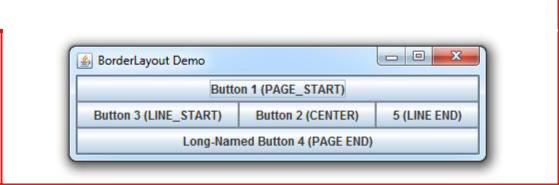 BorderLayout Demo
Button 1 (PAGE_START)
Button 3 (LINE_START) Button 2 (CENTER) 5 (LINE END)
Long-Named Button 4 (PAGE END)